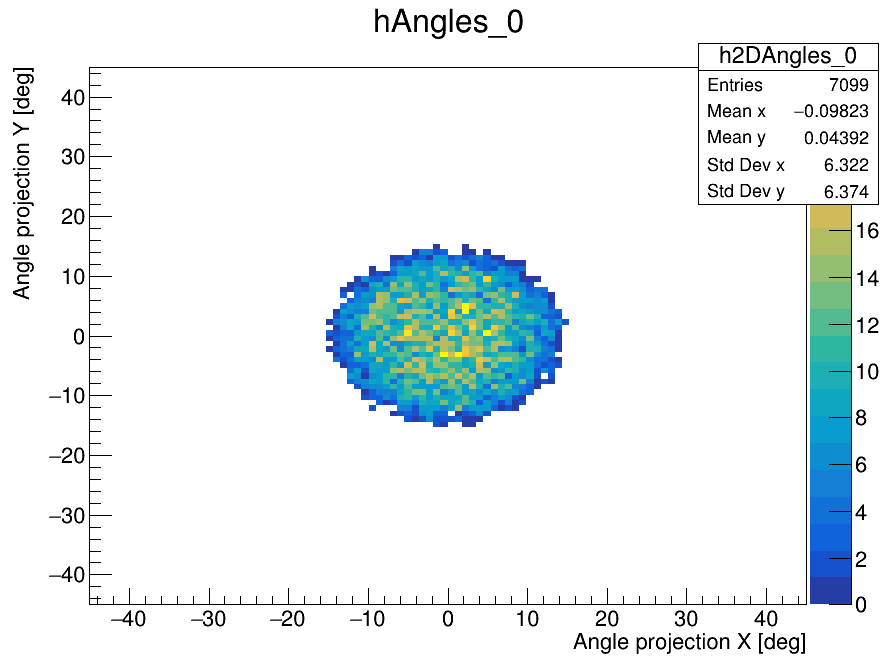 hAngles_0
h2DAngles_0
Entries 7099
Mean x −0.09823
Mean y 0.04392
Std Dev x 6.322
Std Dev y 6.374
Angle projection Y [deg]
40
30
20
10
0
−10
−20
−30
−40
16
14
12
10
8
6
4
2
0
−40 −30 −20 −10 0 10 20 30 40
Angle projection X [deg]